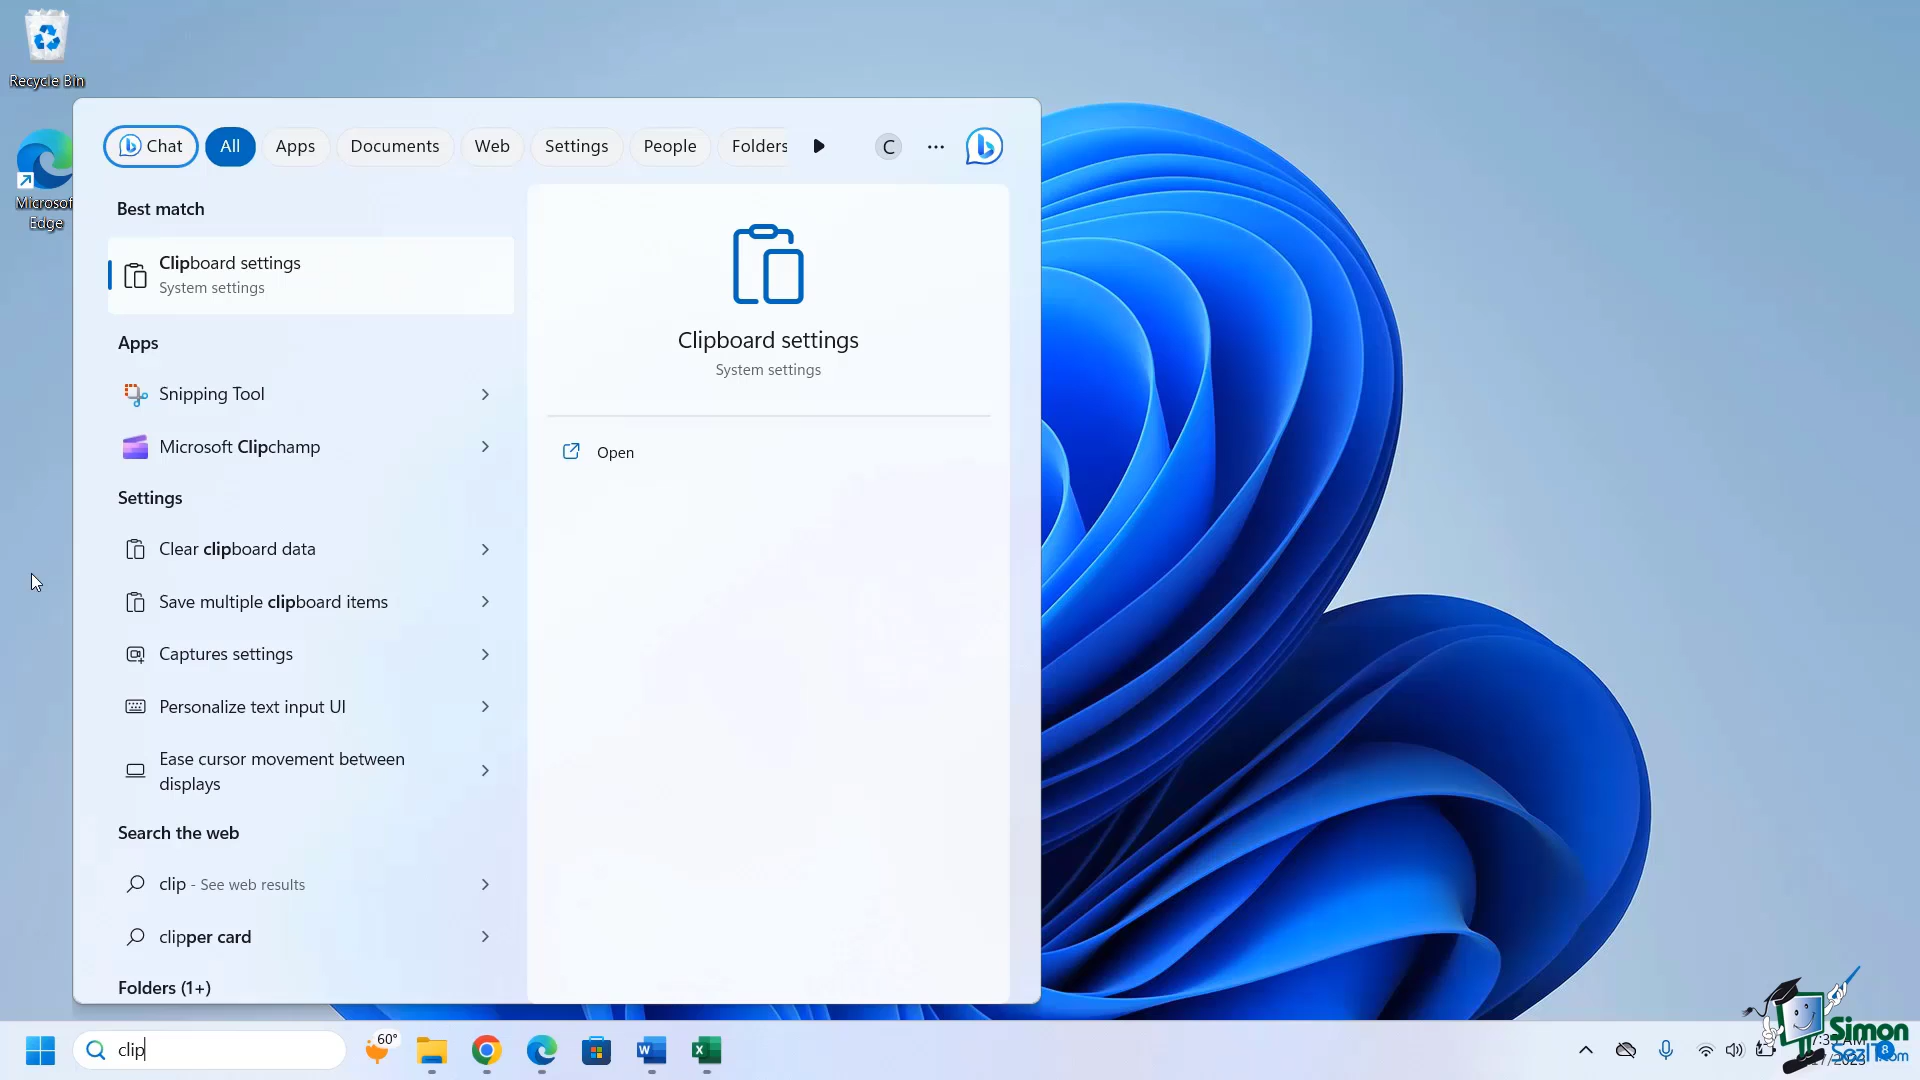 Recycle Bin
Microsof
Edge
Chat
All
Apps
Documents
Web
Settings
People
Folders
C
Best match
Clipboard settings
System settings
Apps
Snipping Tool
Microsoft Clipchamp
Settings
Clear clipboard data
Save multiple clipboard items
Captures settings
Personalize text input UI
Ease cursor movement between
displays
Search the web
clip - See web results
clipper card
Folders (1+)
Clipboard settings
System settings
Open
clip
60°
Simon
8